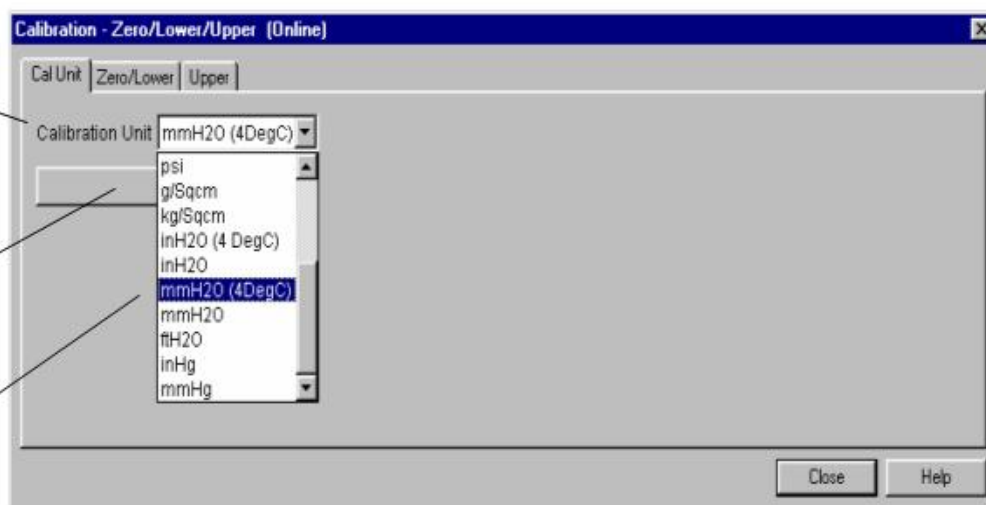 Calibration - Zero/Lower/Upper (Online)
Cal Unit Zero/Lower Upper
Calibration Unit mmH2O (4DegC)
psi
g/Sqcm
kg/Sqcm
inH2O (4 DegC)
inH2O
mmH2O (4DegC)
mmH2O
ftH2O
inHg
mmHg
Close Help